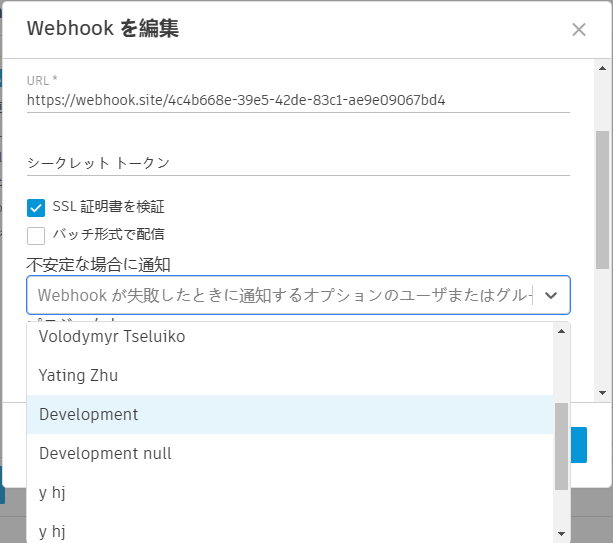 Webhook を編集
URL *
https://webhook.site/4c4b668e-39e5-42de-83c1-ae9e09067bd4
シークレット トークン
SSL 証明書を検証
バッチ形式で配信
不安定な場合に通知
Webhook が失敗したときに通知するオプションのユーザまたはグルー
Volodymyr Tseluiko
Yating Zhu
Development
Development null
y hj
y hj